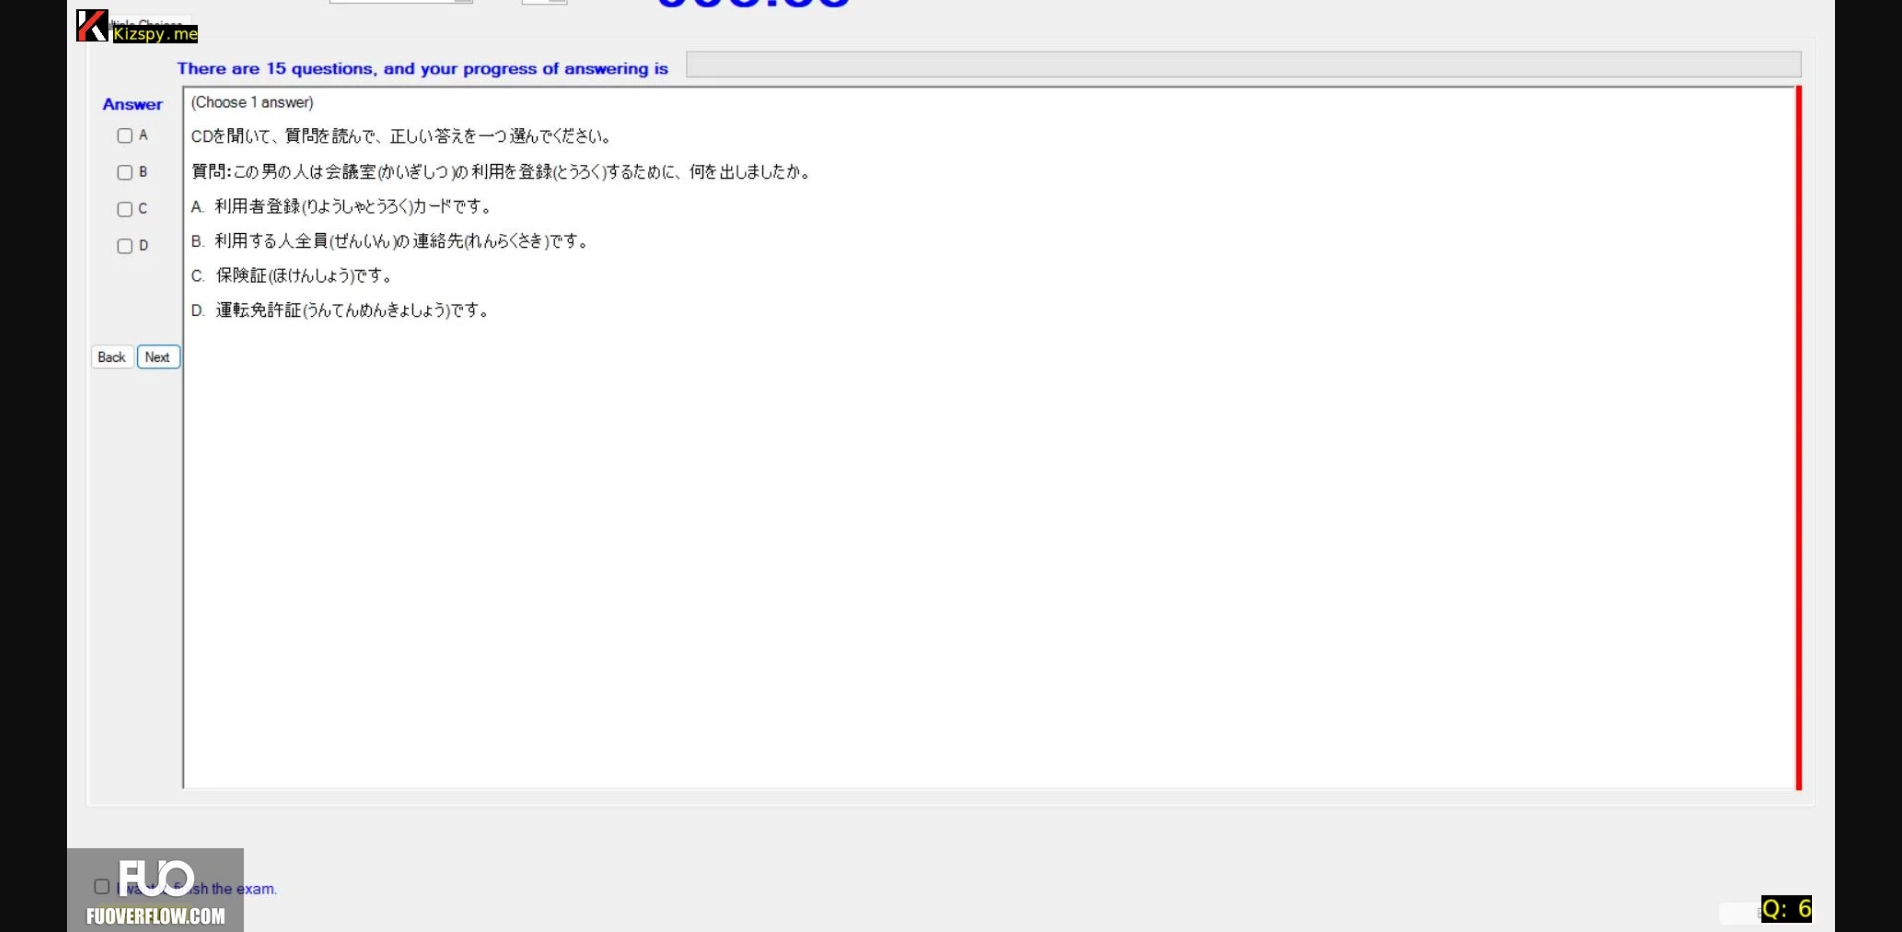 Kizspy.me
There are 15 questions, and your progress of answering is
Answer
(Choose 1 answer)
A
CDを聞いて、質問を読んで、正しい答えを一つ選んでください。
B
質問:この男の人は会議室(かいぎしつ)の利用を登録(とうろく)するために、何を出しましたか。
C
A. 利用者登録(りようしゃとうろく)カードです。
D
B. 利用する人全員(ぜんいん)の連絡先(れんらくさき)です。
C. 保険証(ほけんしょう)です。
D. 運転免許証(うんてんめんきょしょう)です。
Back Next
FUO
the exam.
FUOVERFLOW.COM
Q: 6